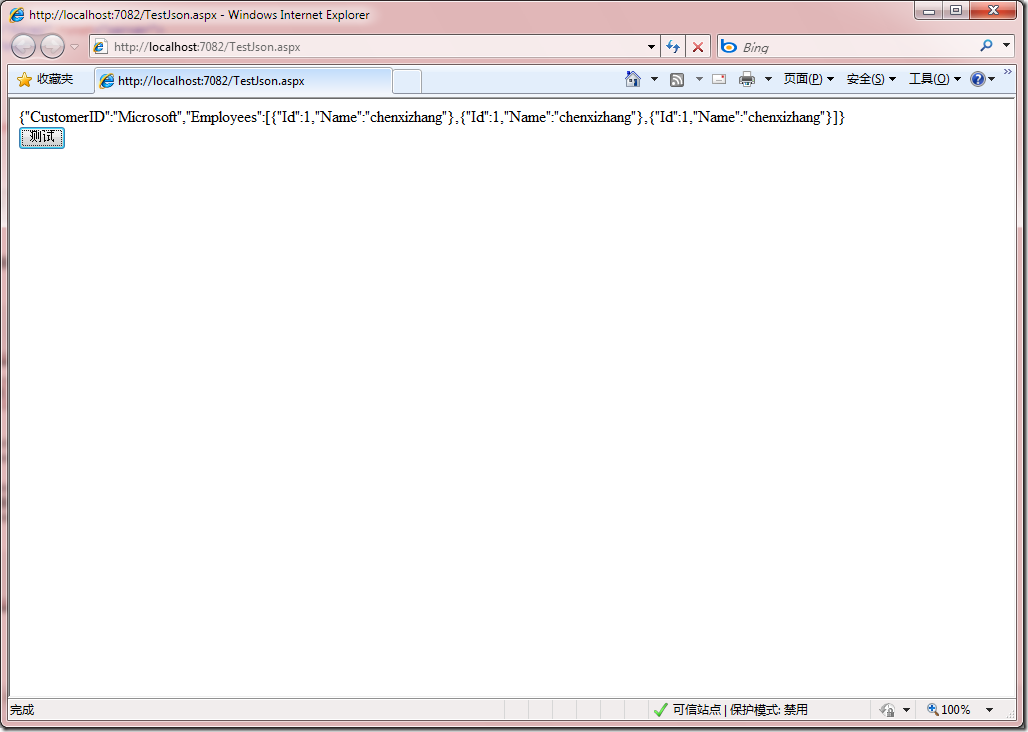 http://localhost:7082/TestJson.aspx - Windows Internet Explorer
http://localhost:7082/TestJson.aspx
Bing
收藏夹
http://localhost:7082/TestJson.aspx
页面(P)
安全(S)
工具(O)
{"CustomerID":"Microsoft","Employees":[{"Id":1,"Name":"chenxizhang"},{"Id":1,"Name":"chenxizhang"},{"Id":1,"Name":"chenxizhang"}]}
测试
完成
可信站点 | 保护模式: 禁用
100%